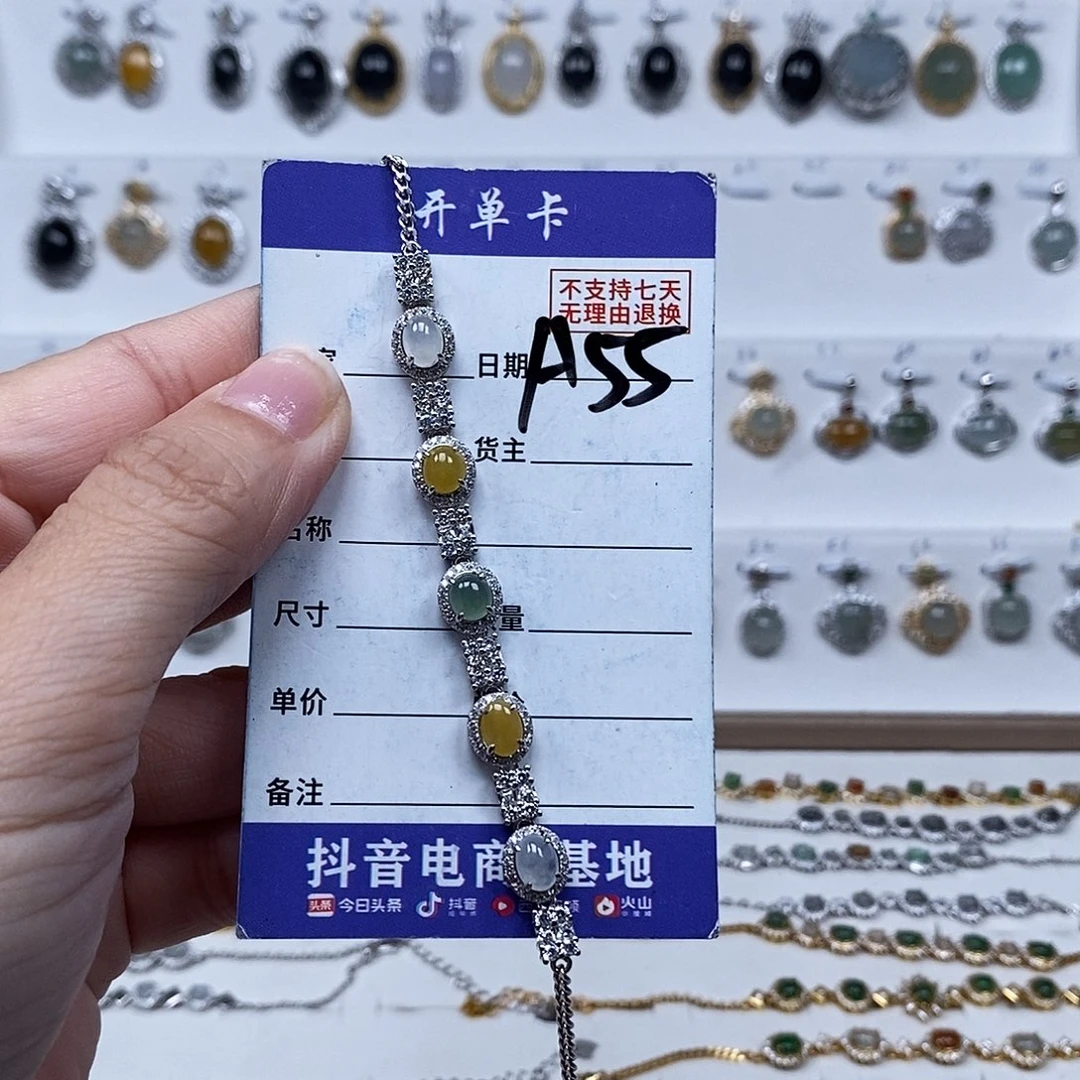 开单卡
不支持七天
无理由退换
日期 A55
货主
名称
尺寸 量
单价
备注
抖音电商 基地
头条 今日头条 抖音 火山